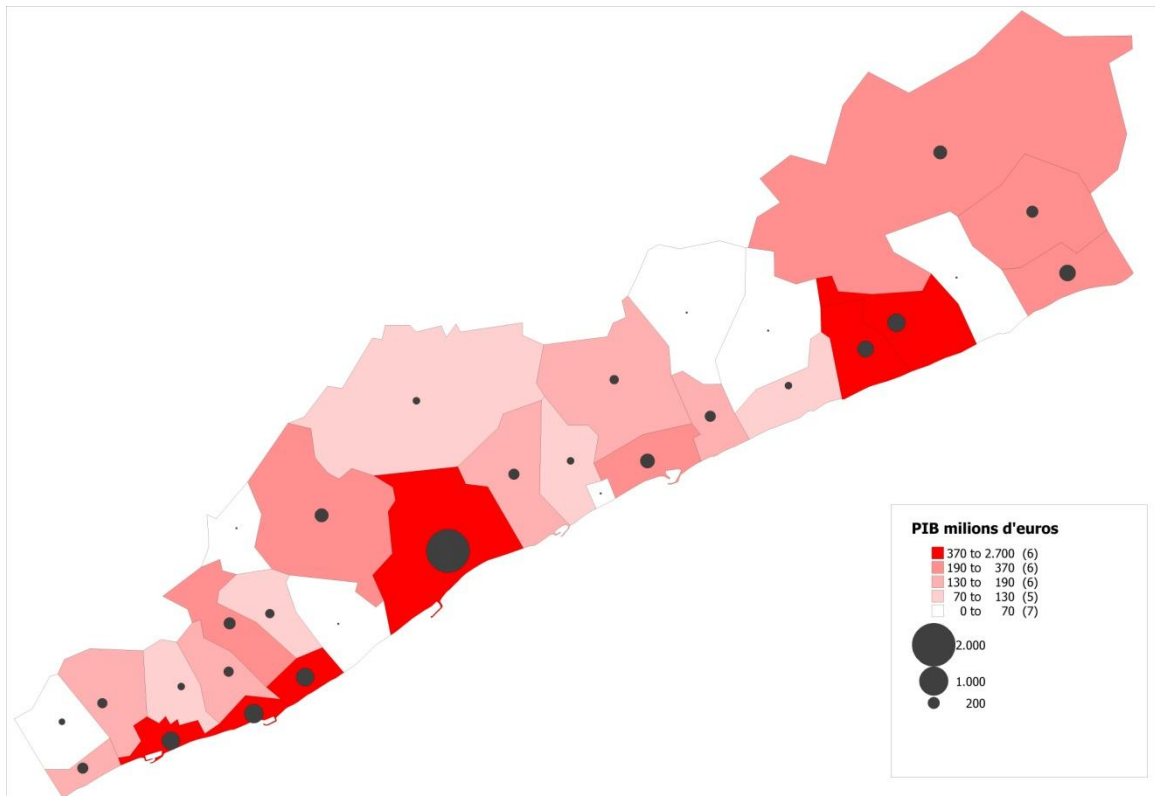 PIB milions d'euros
370 to 2.700 (6)
190 to 370 (6)
130 to 190 (6)
70 to 130 (5)
0 to 70 (7)
2.000
1.000
200